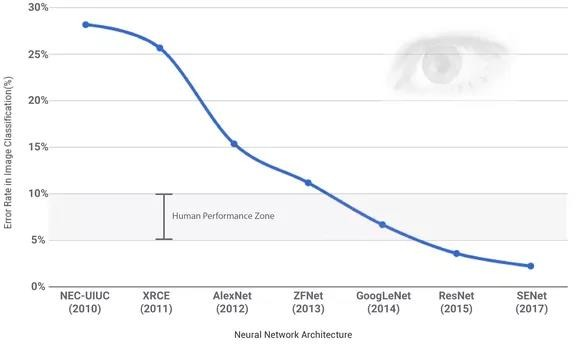 30%
25%
20%
15%
10%
5%
0%
Error Rate in Image Classification(%)
Human Performance Zone
NEC-UIUC XRCE AlexNet ZFNet GoogLeNet ResNet SENet
(2010) (2011) (2012) (2013) (2014) (2015) (2017)
Neural Network Architecture